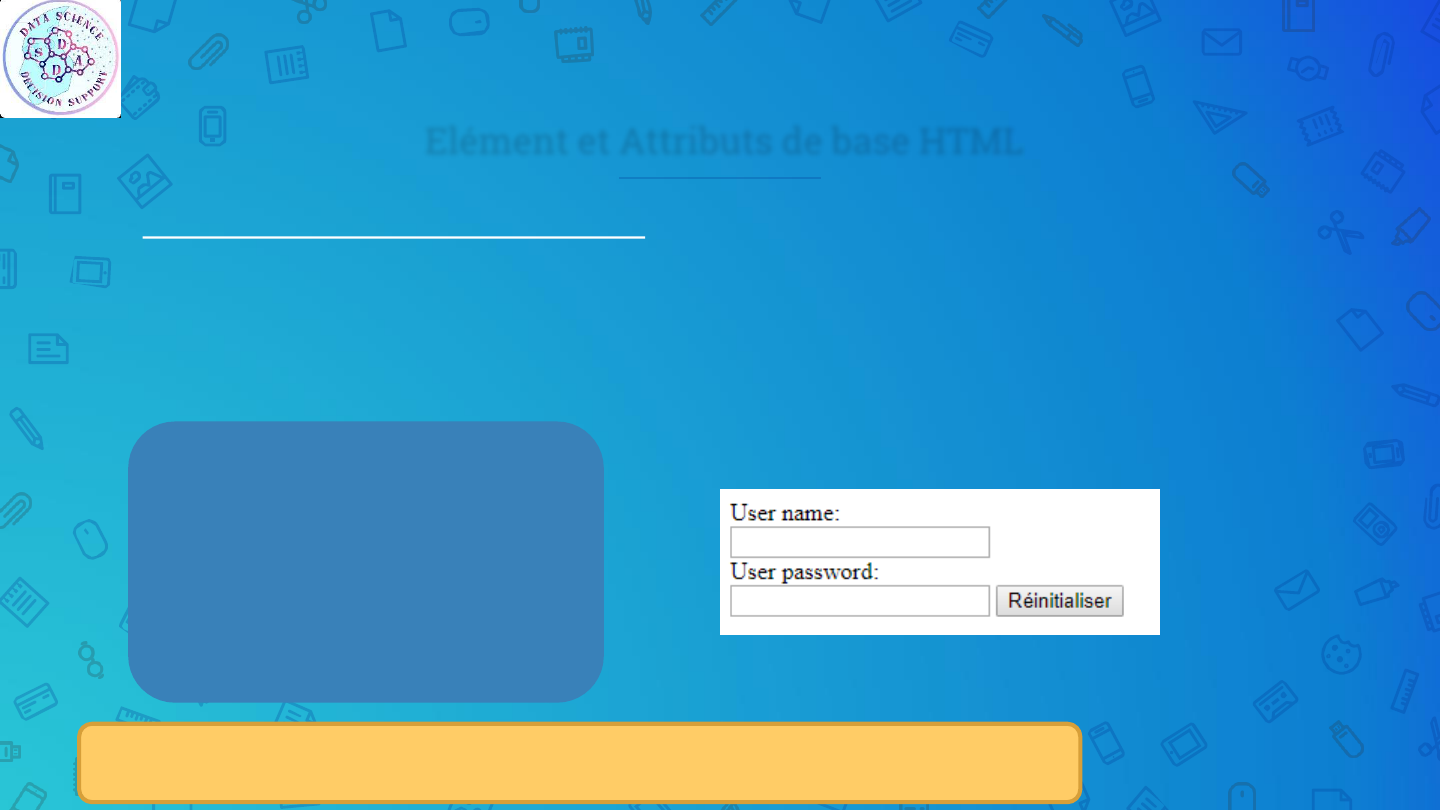 DATA SCIENCE
S D
D A
DECISION SUPPORT
Elément et Attributs de base HTML
User name:
User password:
Réinitialiser